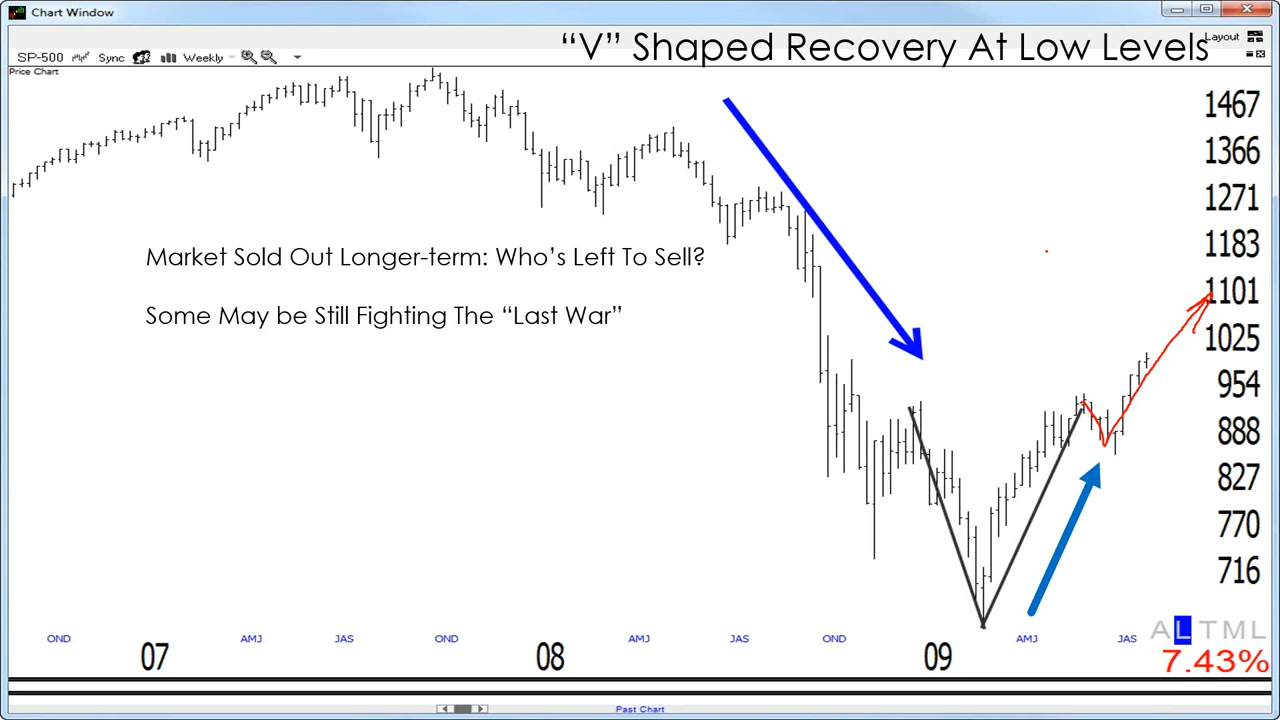 Chart Window
“V” Shaped Recovery At Low Levels
Layout
SP-500 Sync Weekly
Price Chart
1467
1366
1271
1183
1101
1025
954
888
827
770
716
Market Sold Out Longer-term: Who’s Left To Sell?
Some May be Still Fighting The “Last War”
OND AMJ JAS OND AMJ JAS OND AMJ JAS
07 08 09
ALTML
7.43%
Past Chart